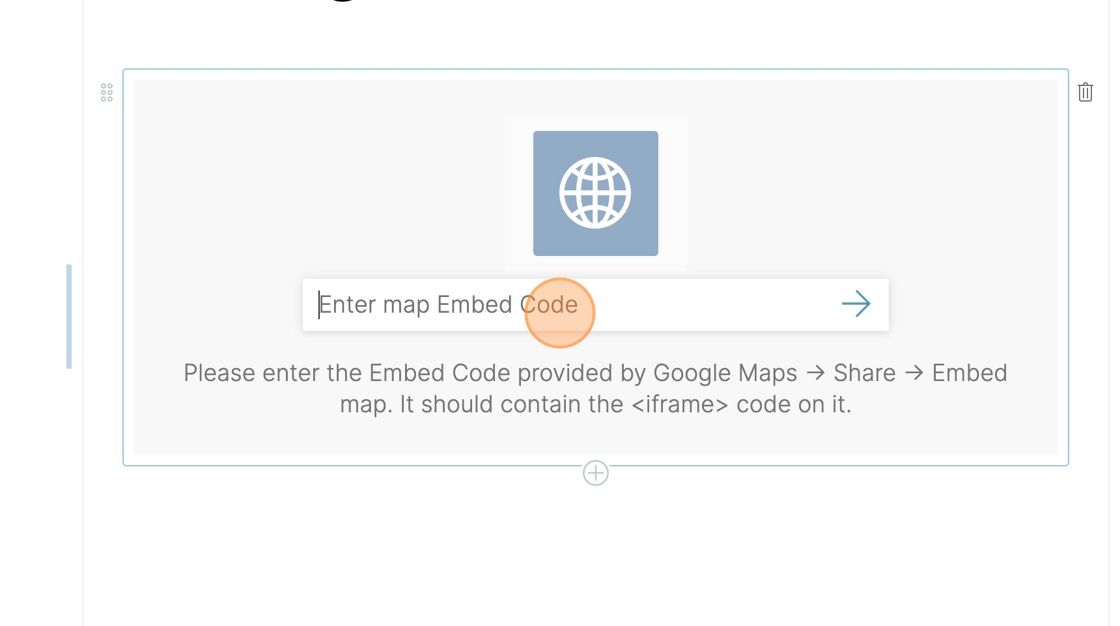 Enter map Embed Code
Please enter the Embed Code provided by Google Maps → Share → Embed
map. It should contain the <iframe> code on it.